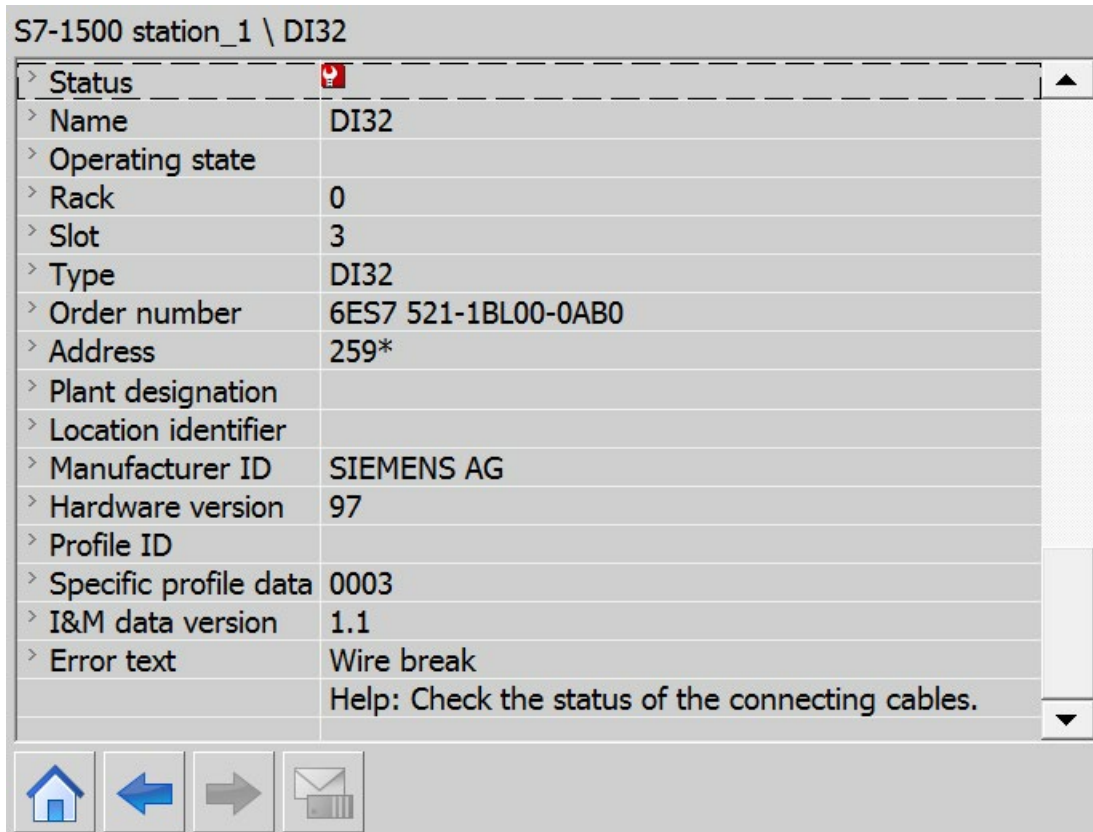 S7-1500 station_1 \ DI32
Status
Name DI32
Operating state
Rack 0
Slot 3
Type DI32
Order number 6ES7 521-1BL00-0AB0
Address 259*
Plant designation
Location identifier
Manufacturer ID SIEMENS AG
Hardware version 97
Profile ID
Specific profile data 0003
I&M data version 1.1
Error text Wire break
Help: Check the status of the connecting cables.